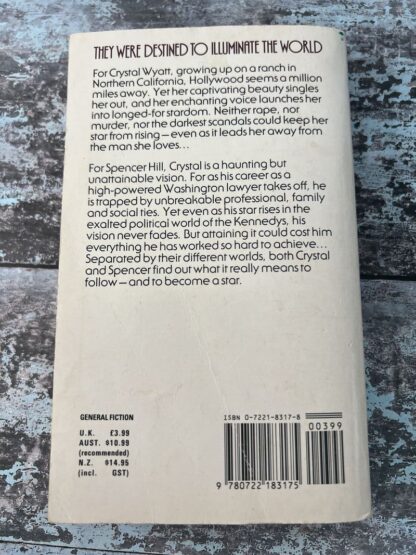 THEY WERE DESTINED TO ILLUMINATE THE WORLD
For Crystal Wyatt, growing up on a ranch in
Northern California, Hollywood seems a million
miles away. Yet her captivating beauty singles
her out, and her enchanting voice launches her
into longed-for stardom. Neither rape, nor
murder, nor the darkest scandals could keep her
star from rising – even as it leads her away from
the man she loves...
For Spencer Hill, Crystal is a haunting but
unattainable vision. For as his career as a
high-powered Washington lawyer takes off, he
is trapped by unbreakable professional, family
and social ties. Yet even as his star rises in the
exalted political world of the Kennedys, his
vision never fades. But attaining it could cost him
everything he has worked so hard to achieve...
Separated by their different worlds, both Crystal
and Spencer find out what it really means to
follow – and to become a star.
GENERAL FICTION
U.K. £3.99
AUST. $10.99
(recommended)
N.Z. $14.95
(incl. GST)
ISBN 0-7221-8317-8
00399
9 780722 183175